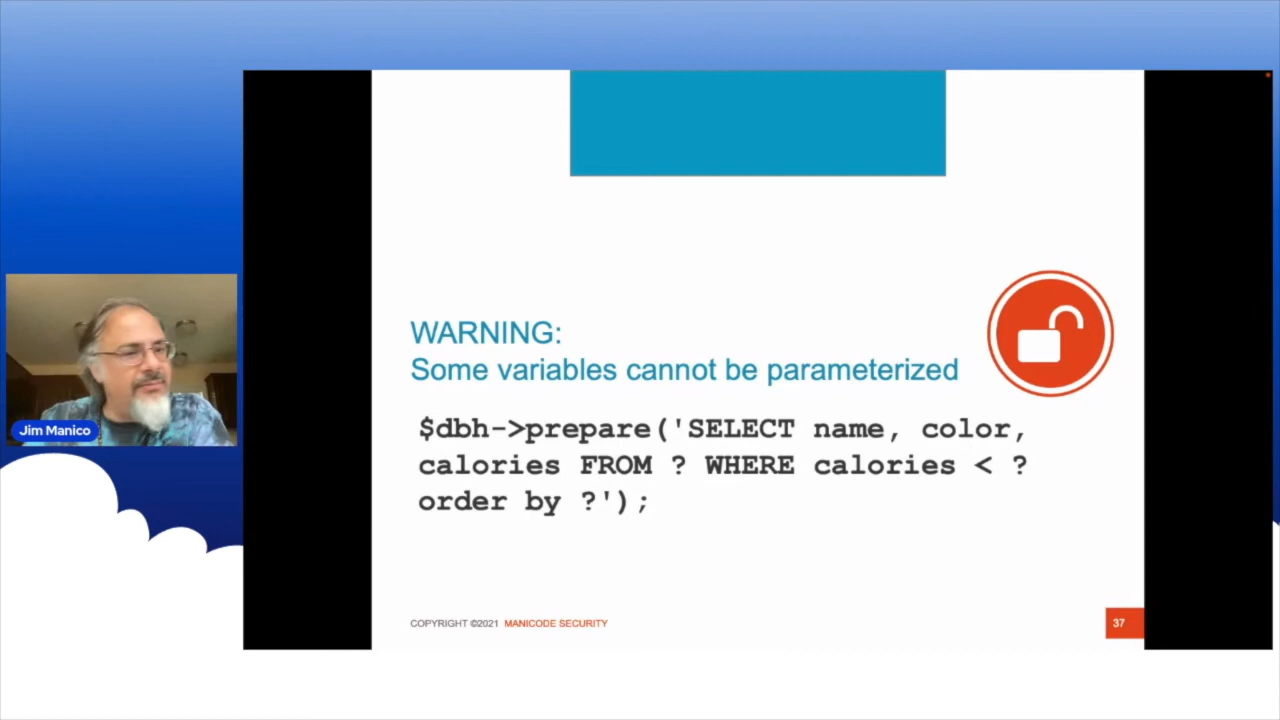 WARNING:
Some variables cannot be parameterized
$dbh->prepare('SELECT name, color,
calories FROM ? WHERE calories < ?
order by ?');
Jim Manico
COPYRIGHT ©2021 MANICODE SECURITY
37